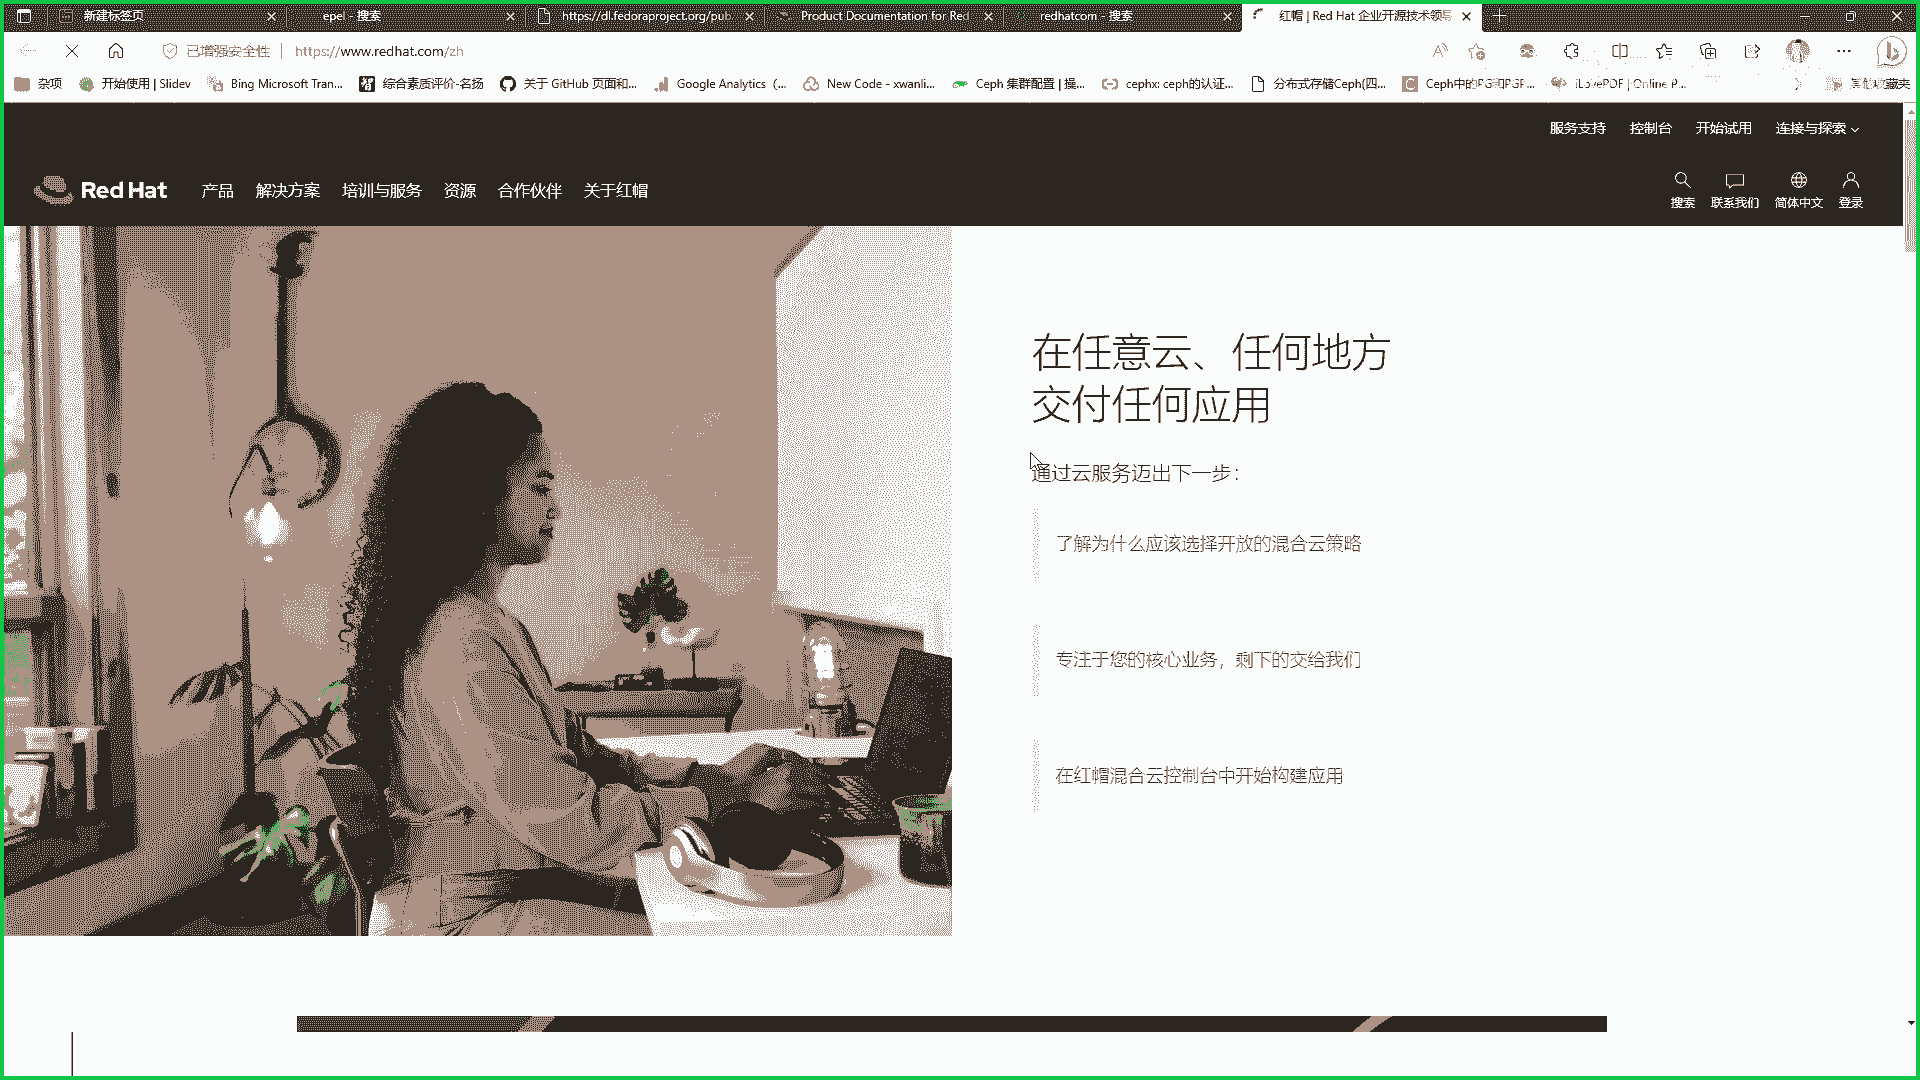 新建标签页
epel - 搜索
https://dl.fedoraproject.org/pub.
Product Documentation for Red
redhatcom - 搜索
红帽 | Red Hat 企业开源技术领导
已增强安全性
https://www.redhat.com/zh
杂项
开始使用 | Slidev
Bing Microsoft Tran...
综合素质评价-名扬
关于 GitHub 页面和...
Google Analytics (...
New Code - xwanli...
Ceph 集群配置 | 操...
cephx: ceph的认证...
分布式存储Ceph(四...
Ceph中的PG和PGP...
iLovePDF | Online P...
其他收藏夹
服务支持
控制台
开始试用
连接与探索
Red Hat
产品
解决方案
培训与服务
资源
合作伙伴
关于红帽
搜索
联系我们
简体中文
登录
在任意云、任何地方
交付任何应用
通过云服务迈出下一步：
了解为什么应该选择开放的混合云策略
专注于您的核心业务，剩下的交给我们
在红帽混合云控制台中开始构建应用